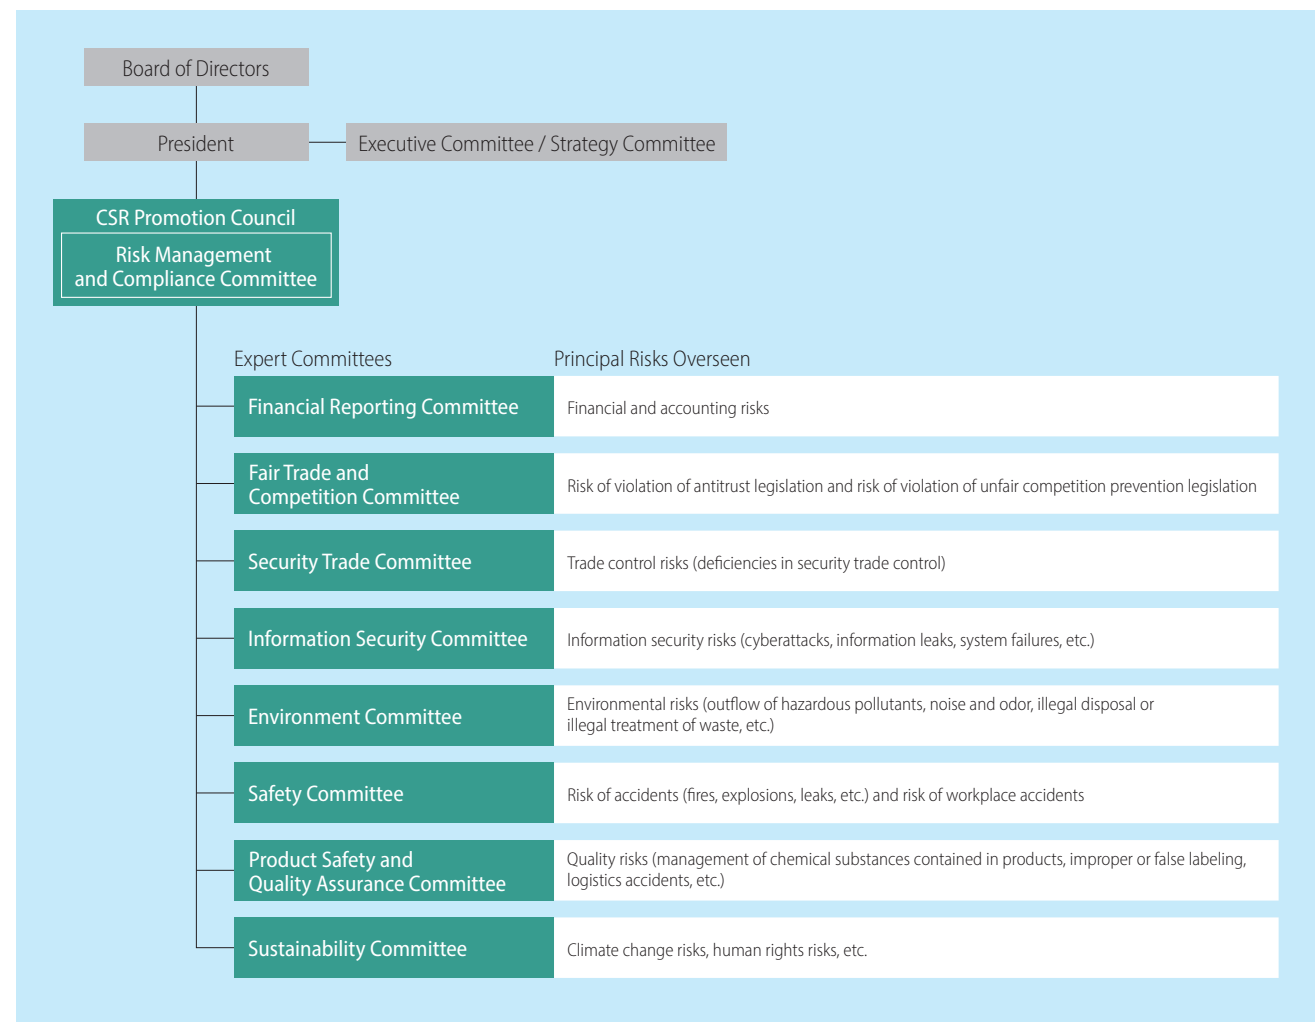 Board of Directors
President
Executive Committee / Strategy Committee
CSR Promotion Council
Risk Management
and Compliance Committee
Expert Committees
Principal Risks Overseen
Financial Reporting Committee
Financial and accounting risks
Fair Trade and
Competition Committee
Risk of violation of antitrust legislation and risk of violation of unfair competition prevention legislation
Security Trade Committee
Trade control risks (deficiencies in security trade control)
Information Security Committee
Information security risks (cyberattacks, information leaks, system failures, etc.)
Environment Committee
Environmental risks (outflow of hazardous pollutants, noise and odor, illegal disposal or
illegal treatment of waste, etc.)
Safety Committee
Risk of accidents (fires, explosions, leaks, etc.) and risk of workplace accidents
Product Safety and
Quality Assurance Committee
Quality risks (management of chemical substances contained in products, improper or false labeling,
logistics accidents, etc.)
Sustainability Committee
Climate change risks, human rights risks, etc.